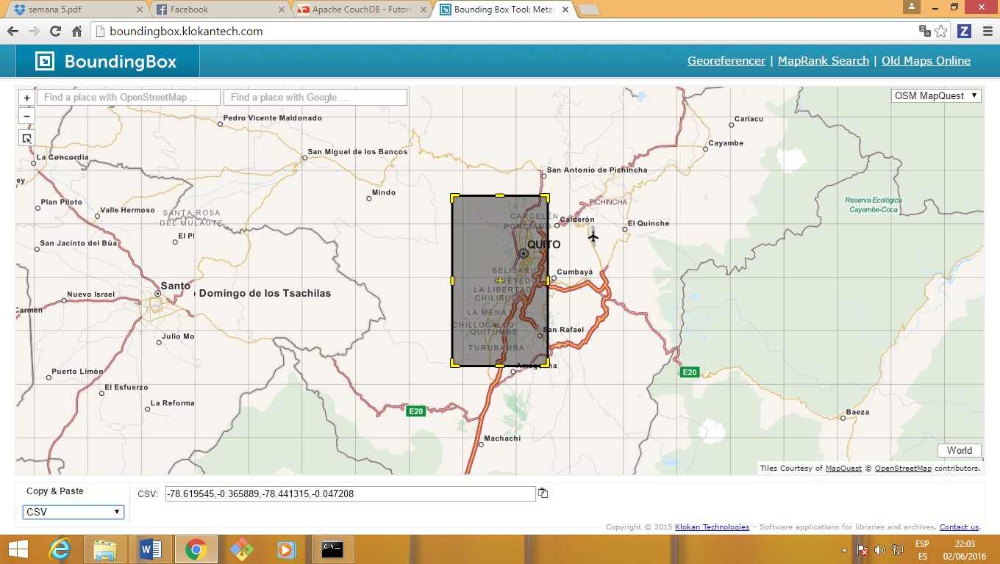 semana 5.pdf
Facebook
Apache CouchDB - Futon:
Bounding Box Tool: Metad
boundingbox.klokantech.com
BoundingBox
Georeferencer | MapRank Search | Old Maps Online
+
Find a place with OpenStreetMap ...
Find a place with Google ...
OSM MapQuest
−
Pedro Vicente Maldonado
Cariacu
Cayambe
La Concordia
San Miguel de los Bancos
San Antonio de Pichincha
ey
Mindo
Plan Piloto
PICHINCHA
Reserva Ecológica
Cayambe-Coca
Valle Hermoso
SANTA ROSA
DEL MULAUTE
CARCELÉN
PONCIANO
Calderón
El Quinche
San Jacinto del Búa
El Pl
QUITO
BELISARIO
QUEVEDO
Cumbayá
LA LIBERTAD
CHILIBULO
Santo
Domingo de los Tsachilas
Nuevo Israel
Carmen
LA MENA
CHILLOGALLO
QUITUMBE
San Rafael
Julio Mo
TURUBAMBA
Puerto Limón
E20
El Esfuerzo
La Reforma
E20
Baeza
Machachi
World
Tiles Courtesy of MapQuest © OpenStreetMap contributors.
Copy & Paste
CSV
CSV:
-78.619545,-0.365889,-78.441315,-0.047208
Copyright © 2015 Klokan Technologies – Software applications for libraries and archives. Contact us.
C:\.
ESP
ES
22:03
02/06/2016